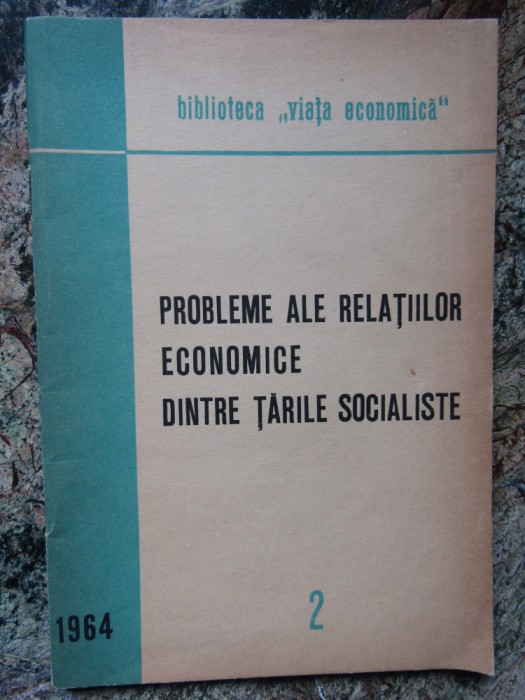 biblioteca „viața economică“
PROBLEME ALE RELAȚIILOR
ECONOMICE
DINTRE ȚĂRILE SOCIALISTE
2
1964